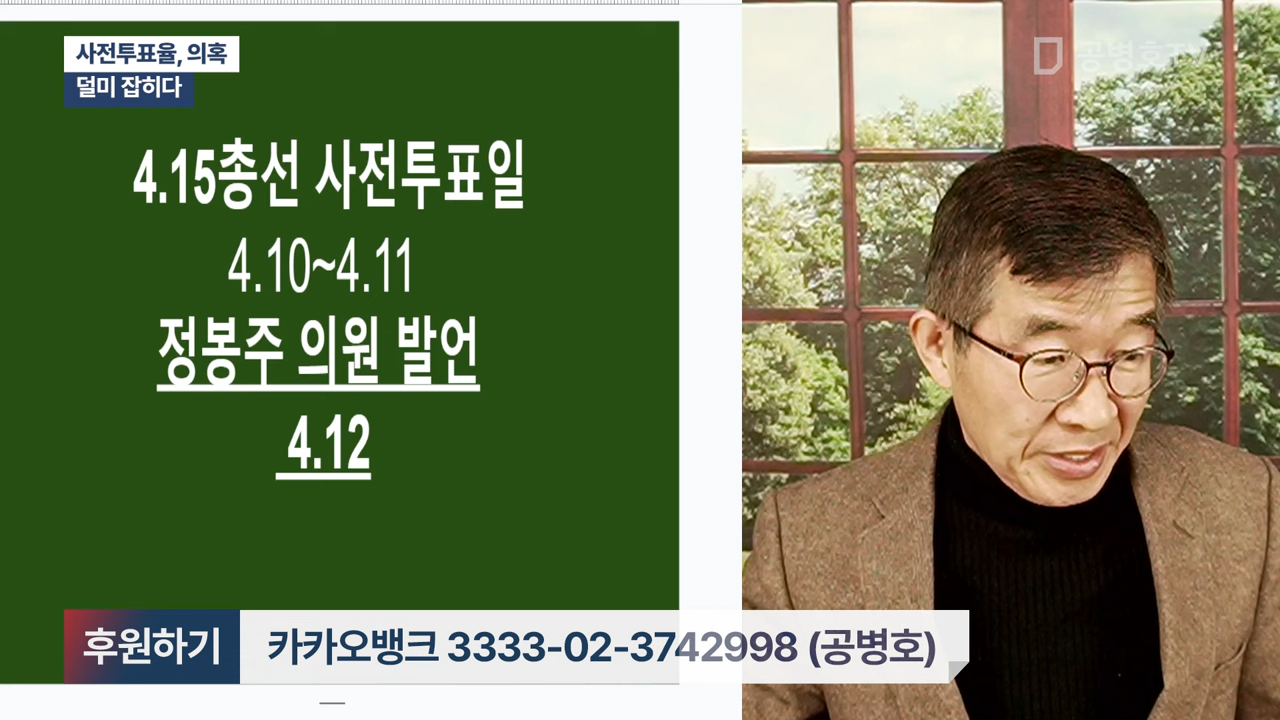 사전투표율, 의혹
덜미 잡히다
공병호TV
4.15총선 사전투표일
4.10~4.11
정봉주 의원 발언
4.12
후원하기
카카오뱅크 3333-02-3742998 (공병호)